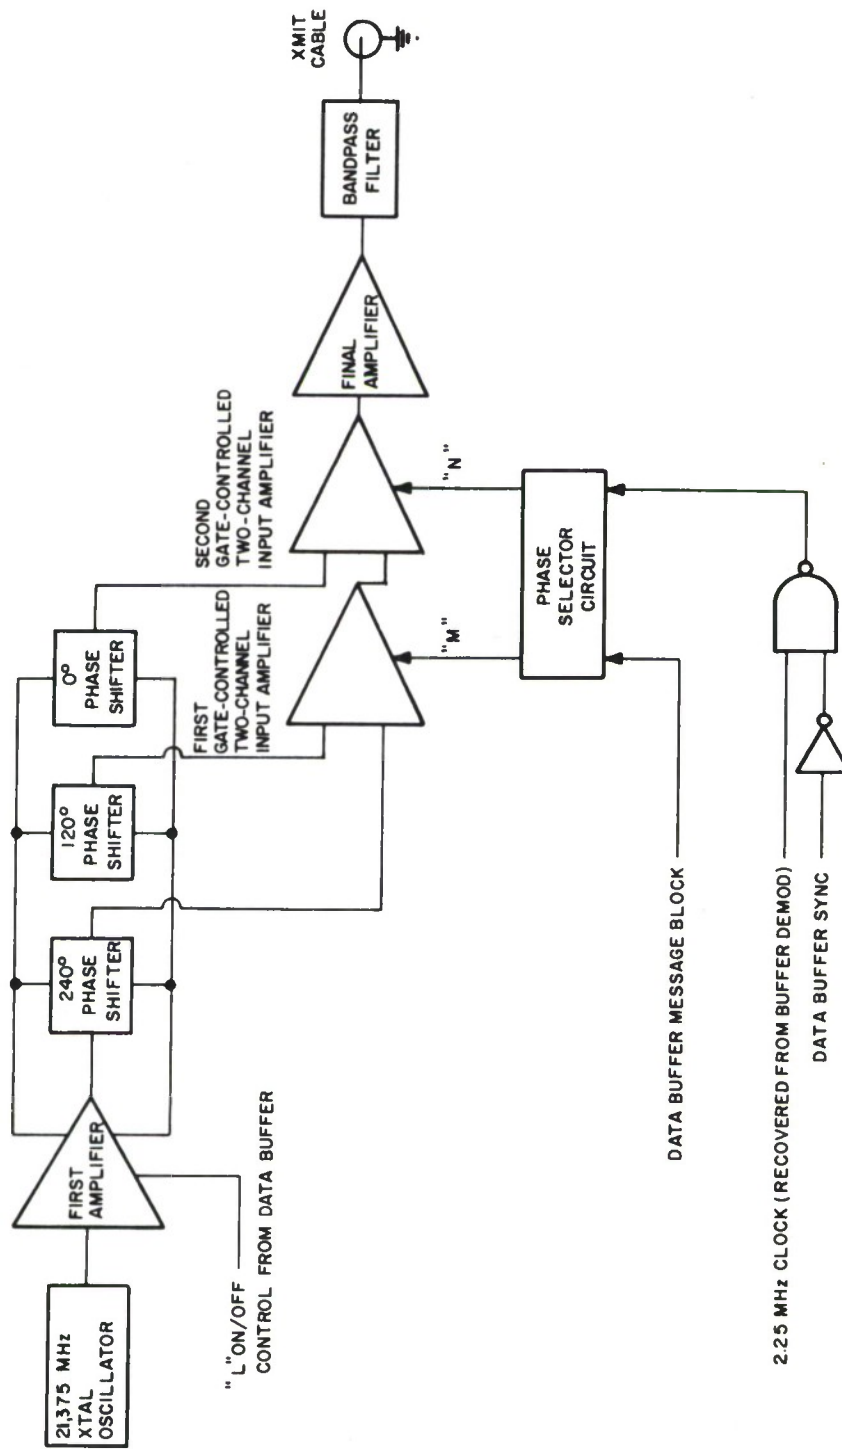 21,375 MHz
XTAL
OSCILLATOR
FIRST
AMPLIFIER
"L" ON/OFF
CONTROL FROM DATA BUFFER
240°
PHASE
SHIFTER
120°
PHASE
SHIFTER
0°
PHASE
SHIFTER
FIRST
GATE-CONTROLLED
TWO-CHANNEL
INPUT AMPLIFIER
SECOND
GATE-CONTROLLED
TWO-CHANNEL
INPUT AMPLIFIER
FINAL
AMPLIFIER
BANDPASS
FILTER
XMIT
CABLE
"M"
"N"
PHASE
SELECTOR
CIRCUIT
DATA BUFFER MESSAGE BLOCK
2.25 MHz CLOCK (RECOVERED FROM BUFFER DEMOD)
DATA BUFFER SYNC